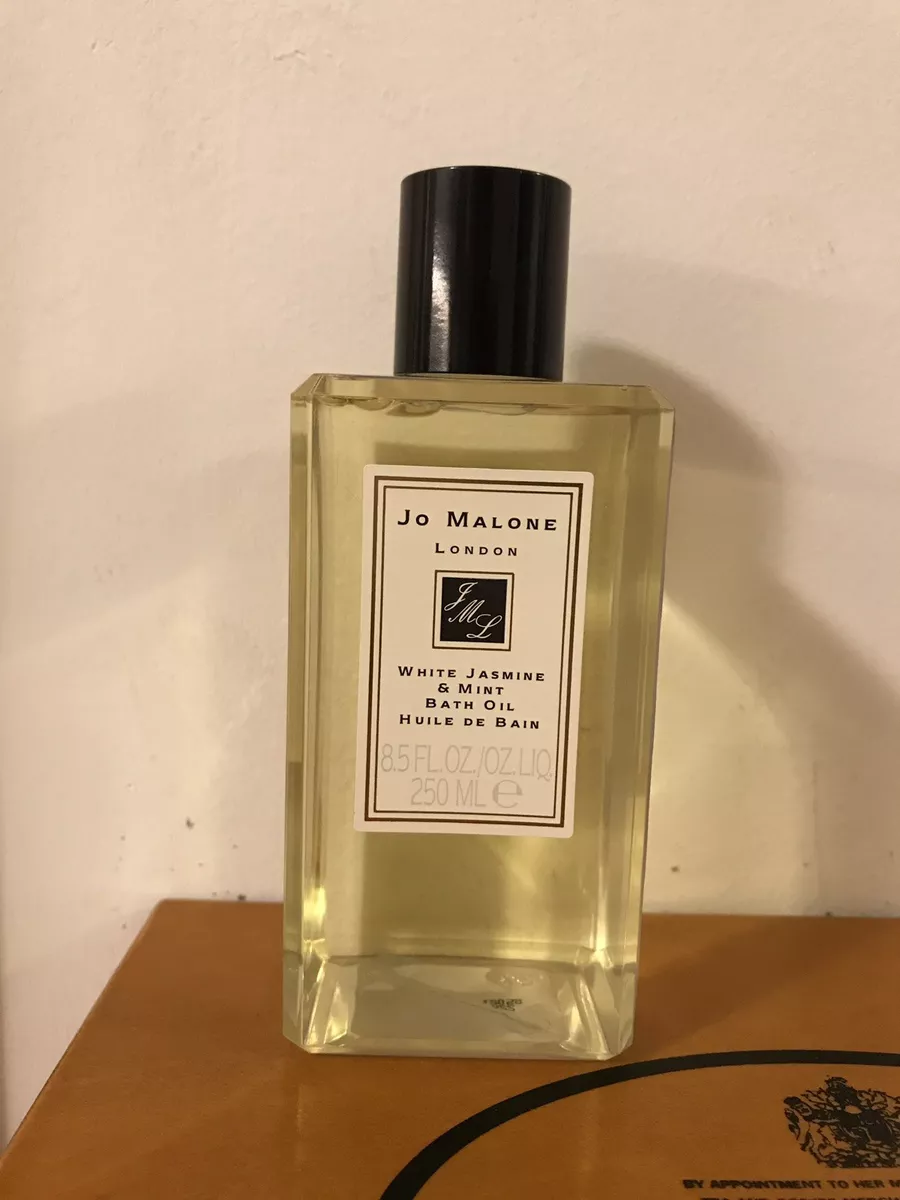 Jo Malone
London
JML
White Jasmine
& Mint
Bath Oil
Huile de Bain
8.5 FL.OZ./OZ.LIQ.
250 ML ℮
BY APPOINTMENT TO HER M